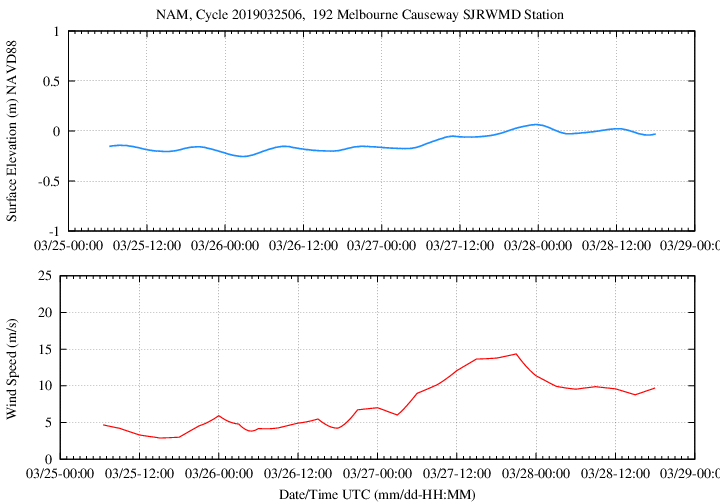 NAM, Cycle 2019032506,  192 Melbourne Causeway SJRWMD Station
Surface Elevation (m) NAVD88
1
0.5
0
-0.5
-1
03/25-00:00 03/25-12:00 03/26-00:00 03/26-12:00 03/27-00:00 03/27-12:00 03/28-00:00 03/28-12:00 03/29-0
Wind Speed (m/s)
25
20
15
10
5
0
03/25-00:00 03/25-12:00 03/26-00:00 03/26-12:00 03/27-00:00 03/27-12:00 03/28-00:00 03/28-12:00 03/29-0
Date/Time UTC (mm/dd-HH:MM)